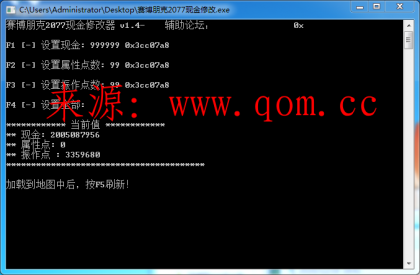 C:\Users\Administrator\Desktop\赛博朋克2077现金修改.exe
赛博朋克2077现金修改器 v1.4- 辅助论坛： 0x
F1 [-] 设置现金：999999 0x3cc07a8
F2 [-] 设置属性点数：99 0x3cc07a8
F3 [-] 设置振作点数：99 0x3cc07a8
F4 [-] 设置全部：
来源：www.qom.cc
************ 当前值 ************
** 现金：2005087956
** 属性点：0
** 振作点 ：3359680
****************************************
加载到地图中后，按F5刷新！